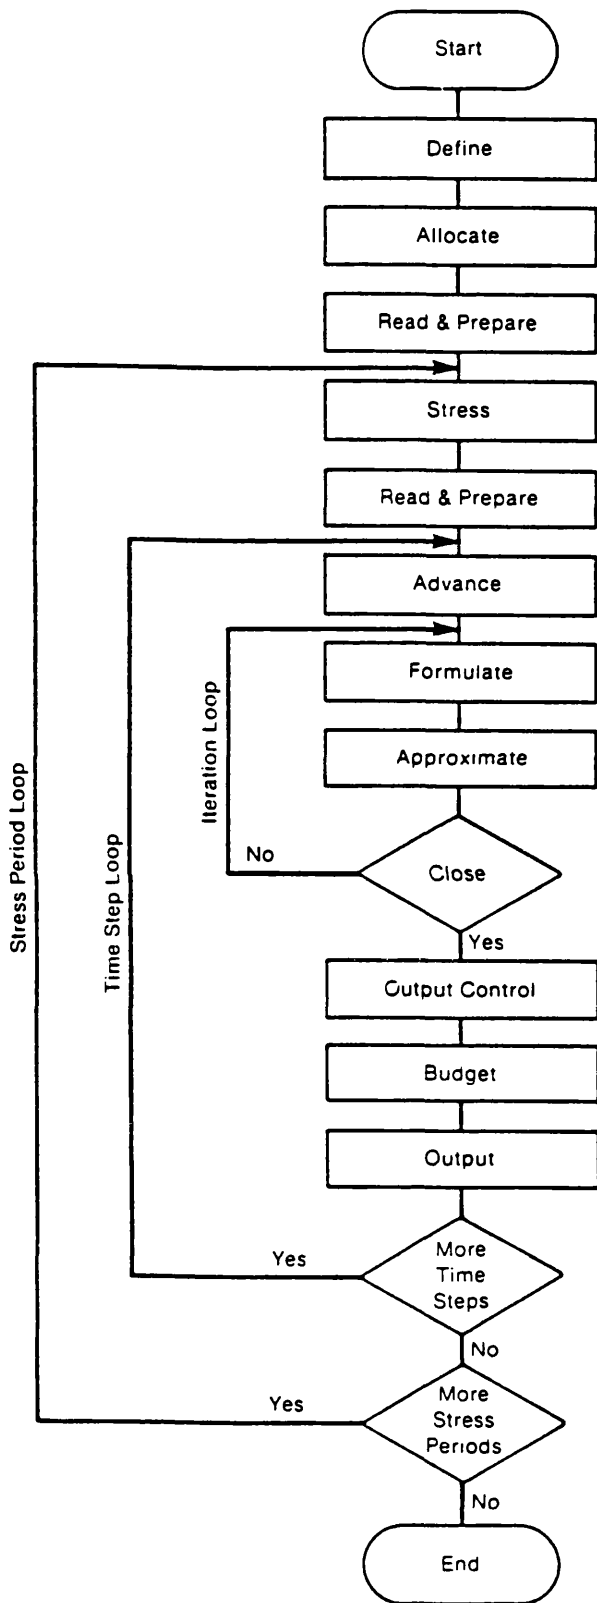 Start
Define
Allocate
Read & Prepare
Stress
Read & Prepare
Advance
Formulate
Approximate
Close
No
Yes
Output Control
Budget
Output
More
Time
Steps
Yes
No
More
Stress
Periods
Yes
No
End
Iteration Loop
Time Step Loop
Stress Period Loop